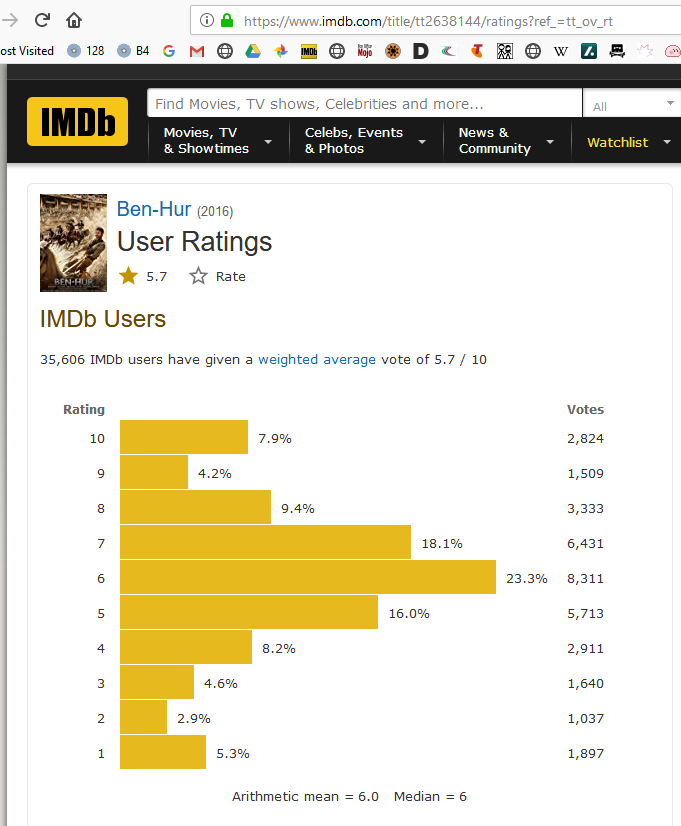 https://www.imdb.com/title/tt2638144/ratings?ref_=tt_ov_rt
ost Visited 128 B4 G M IMDb Mojo D W
IMDb
Find Movies, TV shows, Celebrities and more...
All
Movies, TV
& Showtimes
Celebs, Events
& Photos
News &
Community
Watchlist
BEN-HUR
Ben-Hur (2016)
User Ratings
5.7 Rate
IMDb Users
35,606 IMDb users have given a weighted average vote of 5.7 / 10
Rating Votes
10 7.9% 2,824
9 4.2% 1,509
8 9.4% 3,333
7 18.1% 6,431
6 23.3% 8,311
5 16.0% 5,713
4 8.2% 2,911
3 4.6% 1,640
2 2.9% 1,037
1 5.3% 1,897
Arithmetic mean = 6.0 Median = 6